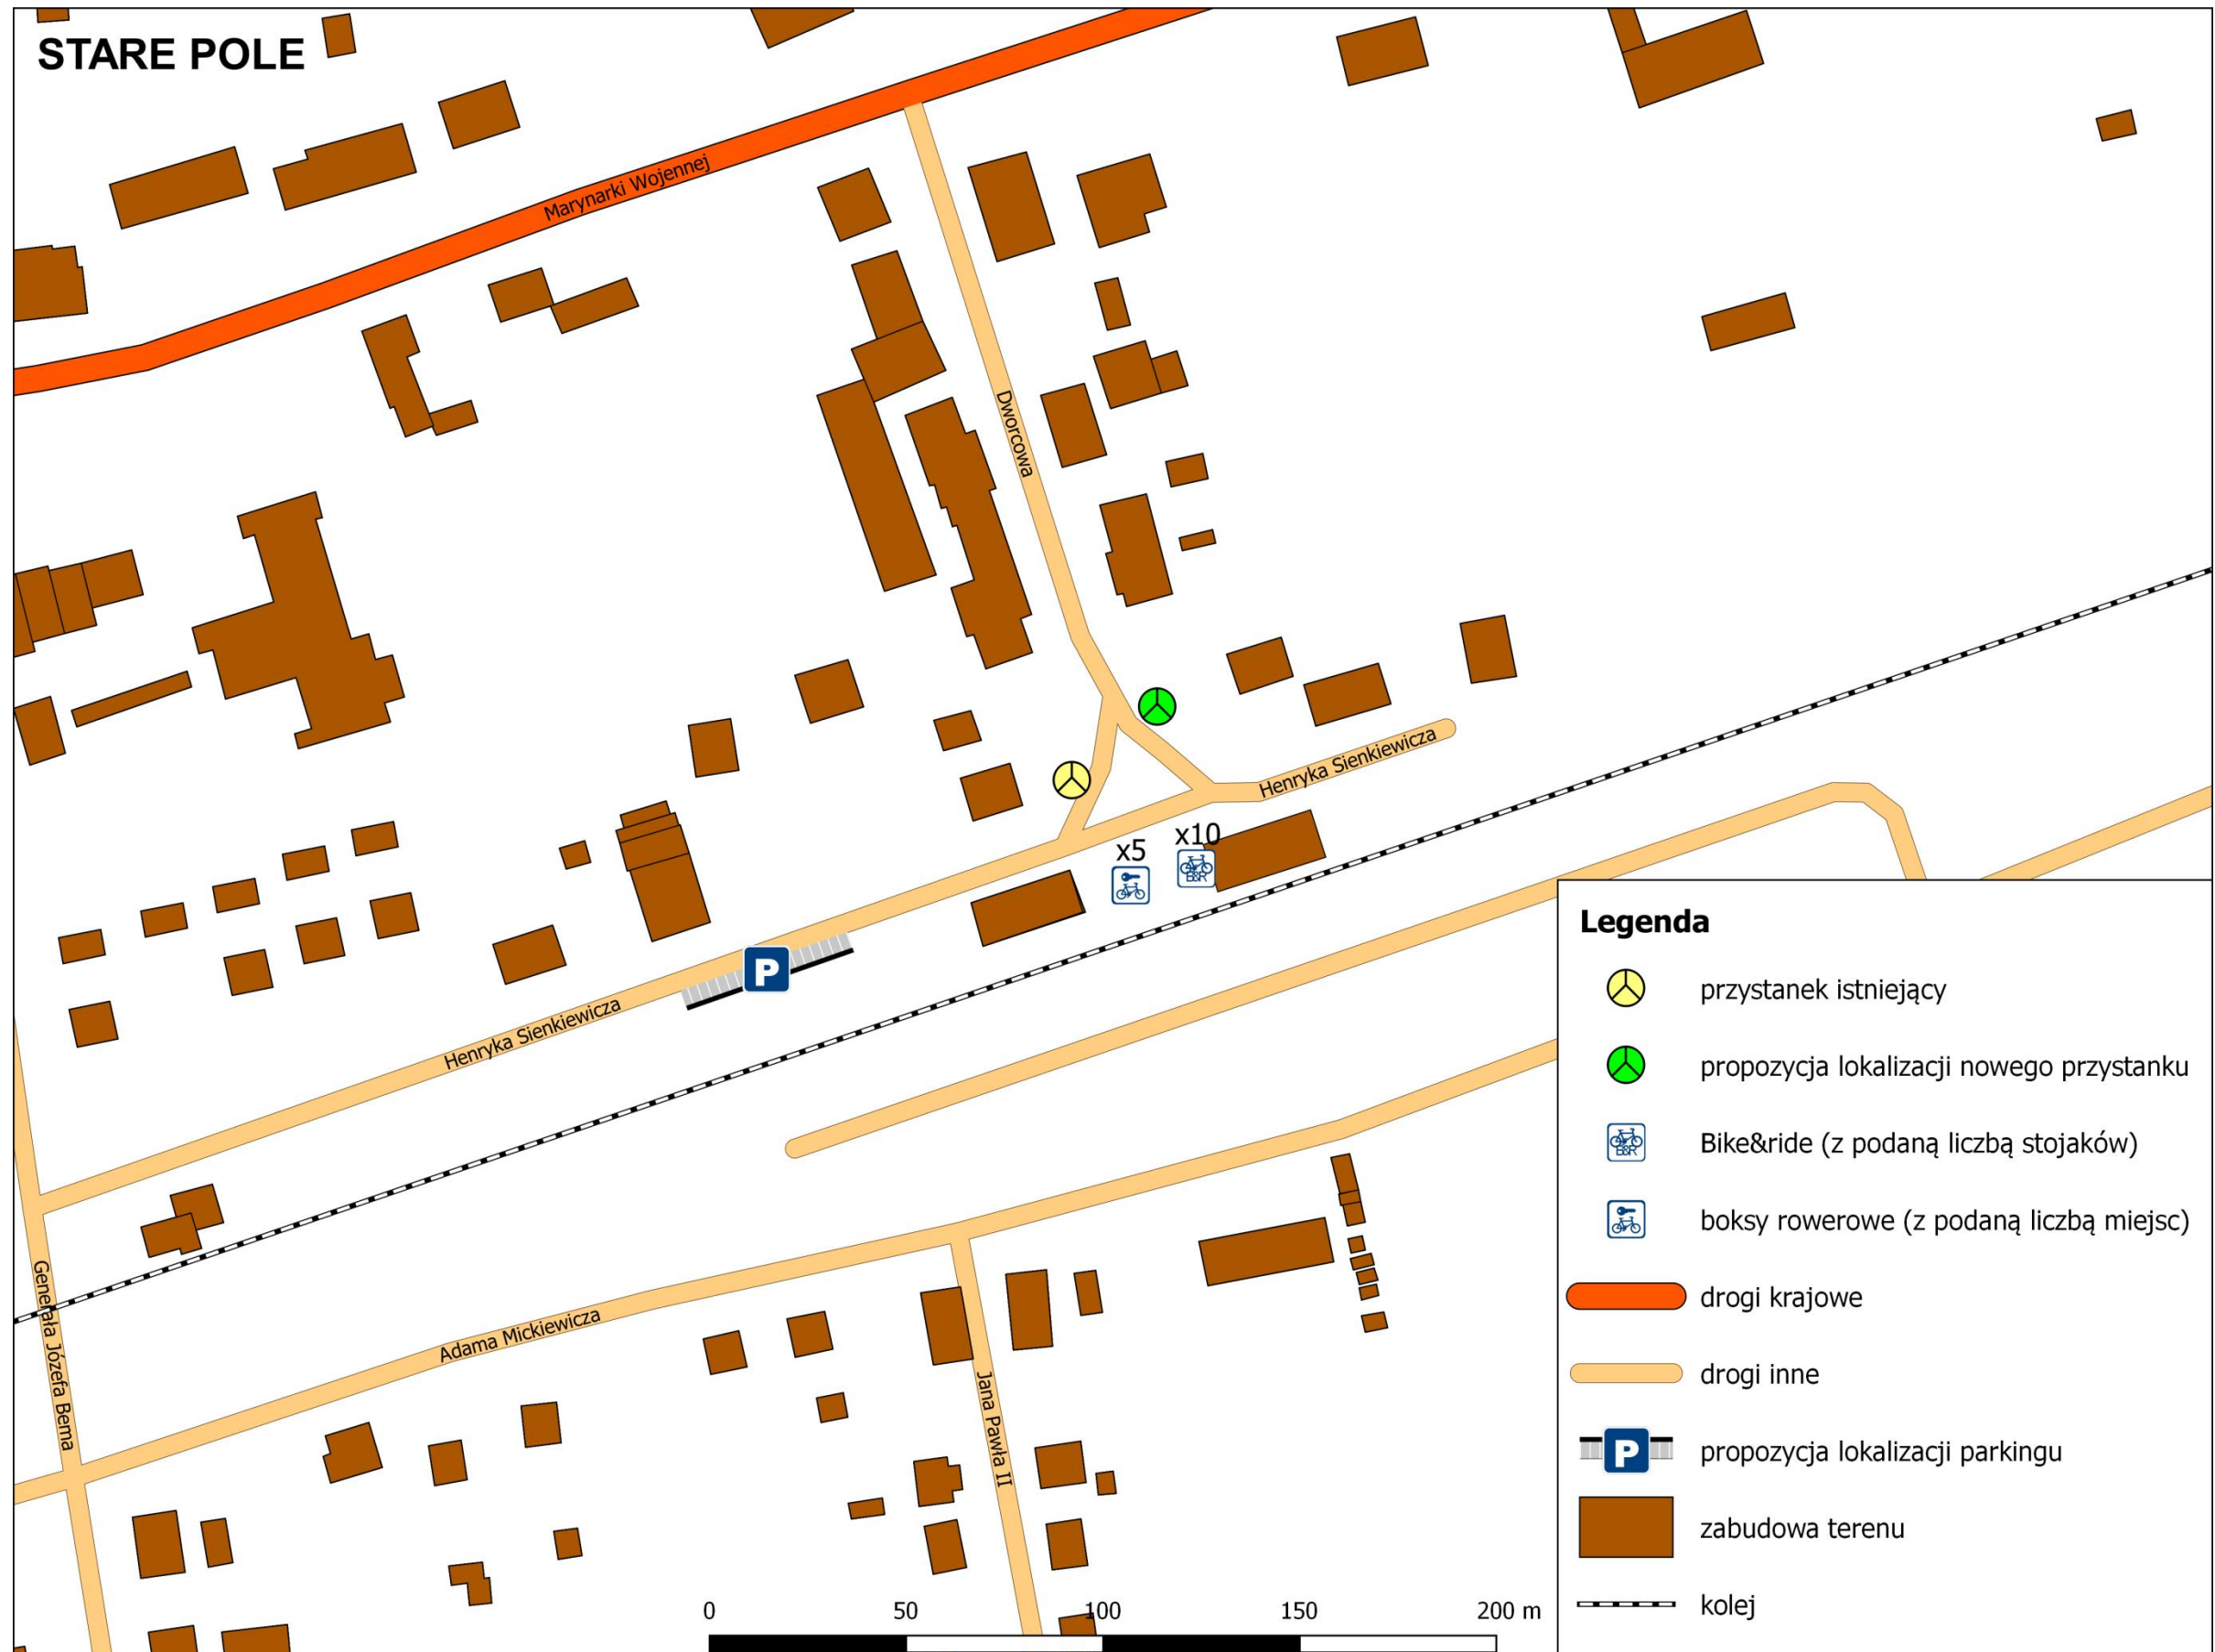 STARE POLE
Marynarki Wojennej
Dworcowa
Henryka Sienkiewicza
x10
x5
P
Henryka Sienkiewicza
Generała Józefa Bema
Adama Mickiewicza
Jana Pawła II
B&R
Legenda
przystanek istniejący
propozycja lokalizacji nowego przystanku
B&R
Bike&ride (z podaną liczbą stojaków)
boksy rowerowe (z podaną liczbą miejsc)
drogi krajowe
drogi inne
P
propozycja lokalizacji parkingu
zabudowa terenu
kolej
0 50 100 150 200 m